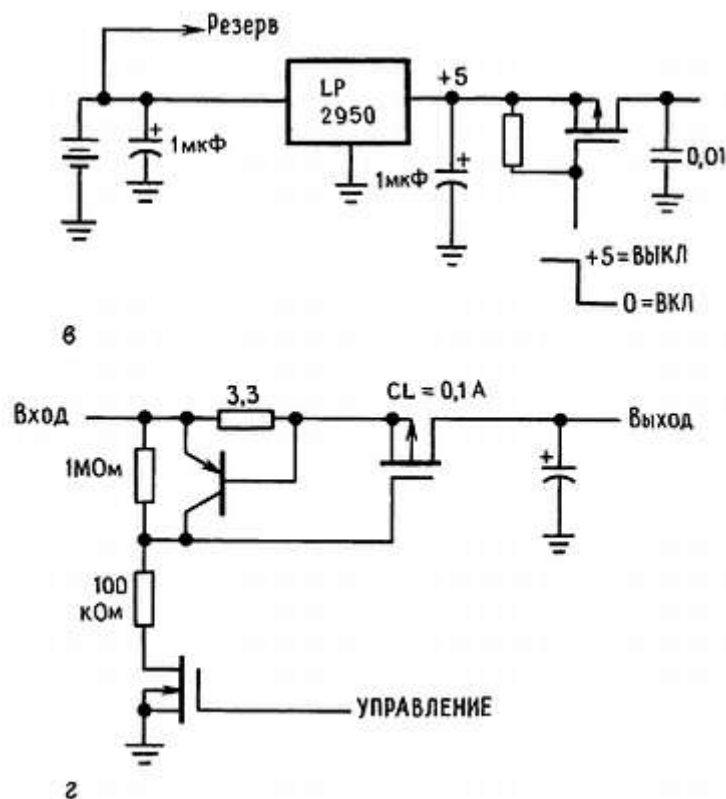 Резерв
LP
2950
+5
1мкФ
1мкФ
0,01
+5=ВЫКЛ
0=ВКЛ
в
3,3
CL = 0,1 А
Вход
Выход
1МОм
100
кОм
УПРАВЛЕНИЕ
г